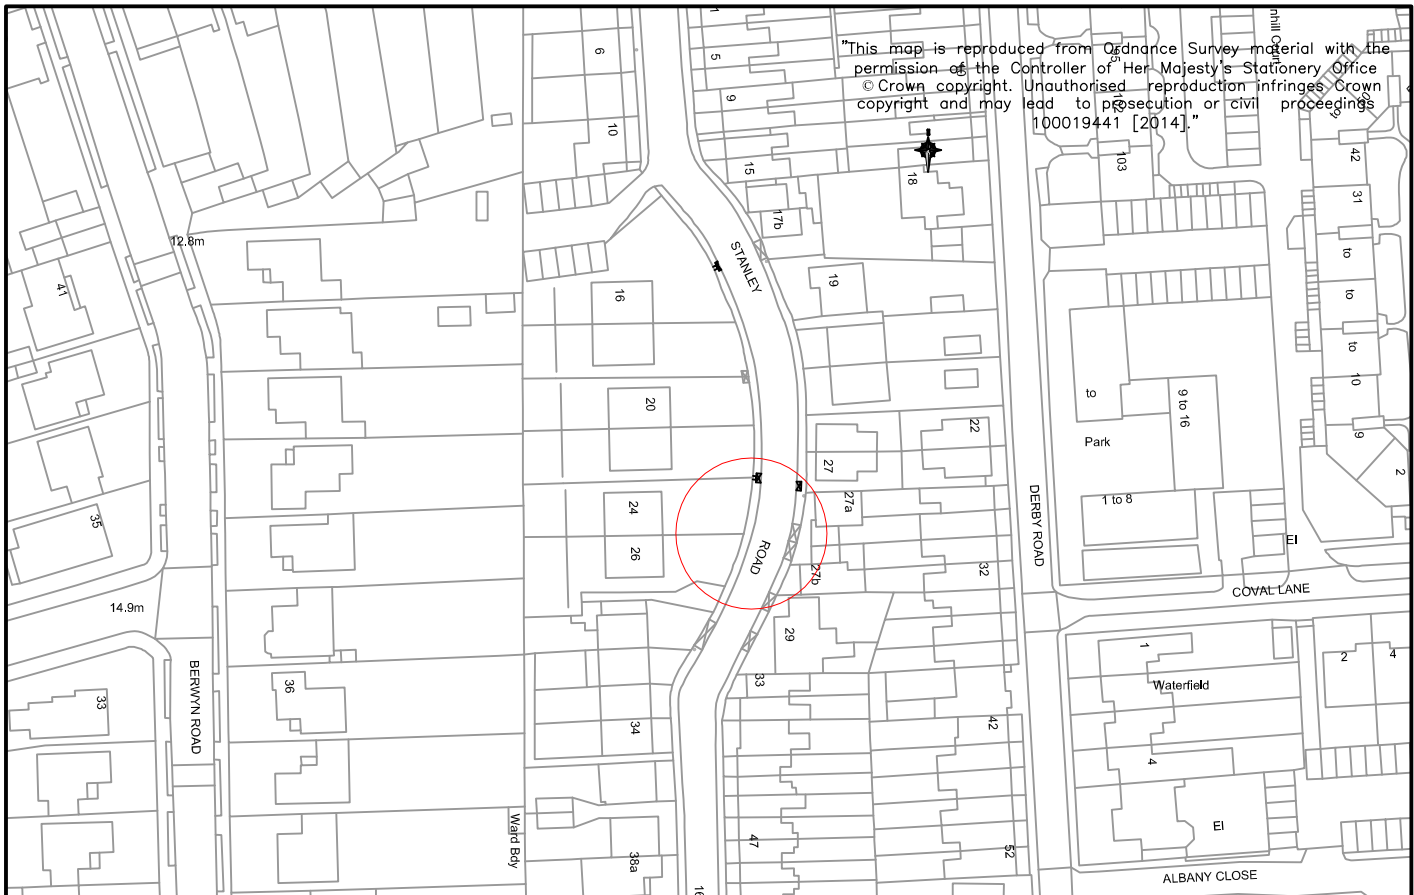 "This map is reproduced from Ordnance Survey material with the
permission of the Controller of Her Majesty's Stationery Office
© Crown copyright. Unauthorised reproduction infringes Crown
copyright and may lead to prosecution or civil proceedings
100019441 [2014]."
1
6
5
9
10
15
17b
18
103
42
31
to
to
to
to
10
9
2
12.8m
41
STANLEY
16
19
20
22
27
27a
to
9 to 16
Park
1 to 8
El
24
26
ROAD
27b
32
DERBY ROAD
COVAL LANE
35
14.9m
29
33
BERWYN ROAD
33
36
34
42
1
Waterfield
4
2
4
Ward Bdy
38a
47
52
El
16
ALBANY CLOSE